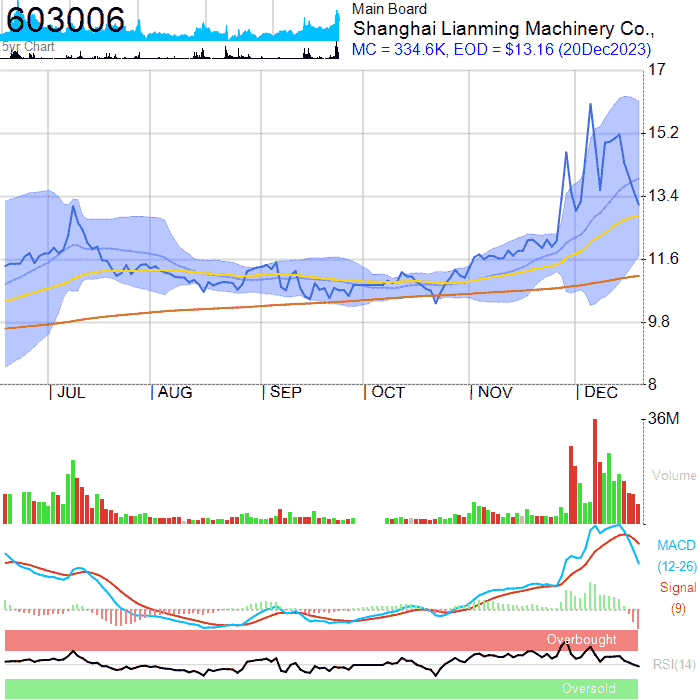 603006
5yr Chart
Main Board
Shanghai Lianming Machinery Co.,
MC = 334.6K, EOD = $13.16 (20Dec2023)
17
15.2
13.4
11.6
9.8
8
JUL
AUG
SEP
OCT
NOV
DEC
36M
Volume
MACD
(12-26)
Signal
(9)
Overbought
RSI(14)
Oversold